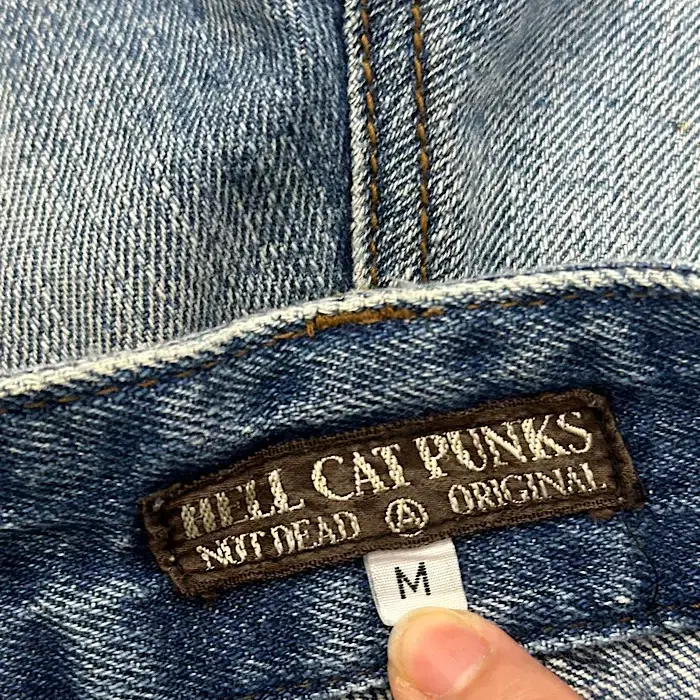 HELL CAT PUNKS
NOT DEAD Ⓐ ORIGINAL
M